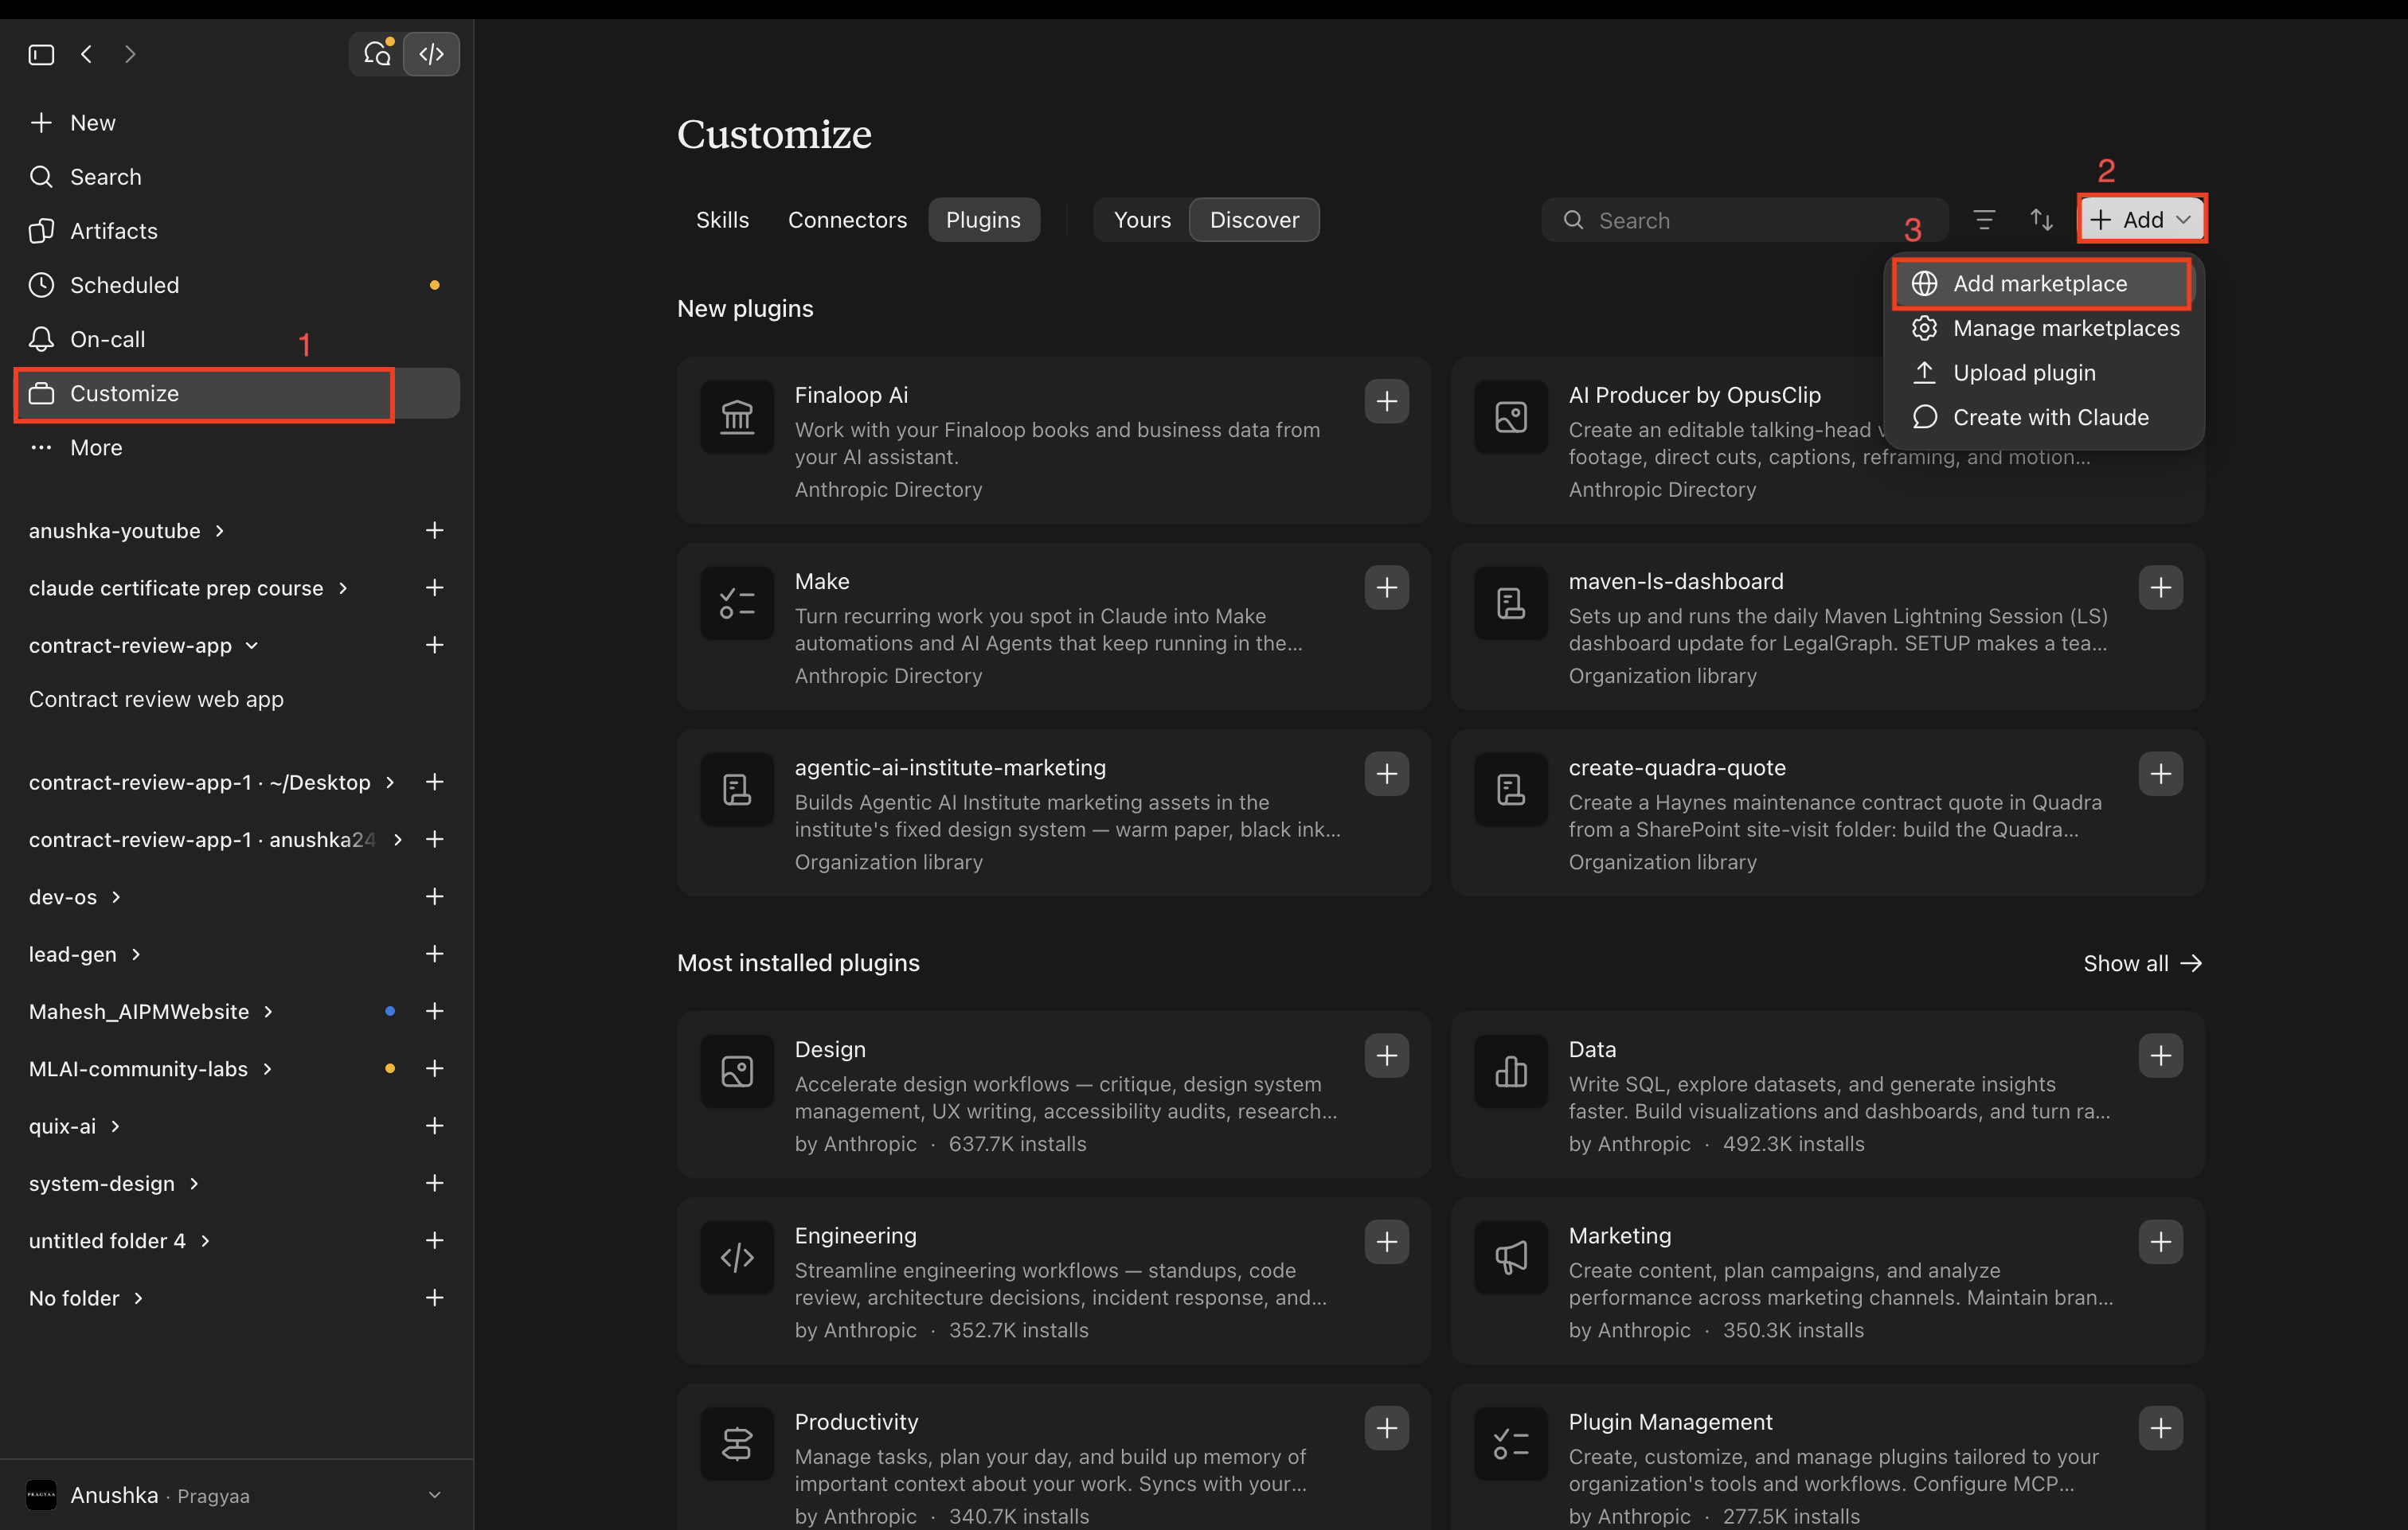 New
Search
Artifacts
Scheduled
On-call
1
Customize
More
anushka-youtube
claude certificate prep course
contract-review-app
Contract review web app
contract-review-app-1 · ~/Desktop
contract-review-app-1 · anushka24
dev-os
lead-gen
Mahesh_AIPMWebsite
MLAI-community-labs
quix-ai
system-design
untitled folder 4
No folder
PRAGYAA
Anushka · Pragyaa
Customize
Skills Connectors Plugins Yours Discover
Search
2
Add
3
Add marketplace
Manage marketplaces
Upload plugin
Create with Claude
New plugins
Finaloop Ai
Work with your Finaloop books and business data from
your AI assistant.
Anthropic Directory
AI Producer by OpusClip
Create an editable talking-head
footage, direct cuts, captions, reframing, and motion...
Anthropic Directory
Make
Turn recurring work you spot in Claude into Make
automations and AI Agents that keep running in the...
Anthropic Directory
maven-ls-dashboard
Sets up and runs the daily Maven Lightning Session (LS)
dashboard update for LegalGraph. SETUP makes a tea...
Organization library
agentic-ai-institute-marketing
Builds Agentic AI Institute marketing assets in the
institute's fixed design system — warm paper, black ink...
Organization library
create-quadra-quote
Create a Haynes maintenance contract quote in Quadra
from a SharePoint site-visit folder: build the Quadra...
Organization library
Most installed plugins
Show all
Design
Accelerate design workflows — critique, design system
management, UX writing, accessibility audits, research...
by Anthropic · 637.7K installs
Data
Write SQL, explore datasets, and generate insights
faster. Build visualizations and dashboards, and turn ra...
by Anthropic · 492.3K installs
Engineering
Streamline engineering workflows — standups, code
review, architecture decisions, incident response, and...
by Anthropic · 352.7K installs
Marketing
Create content, plan campaigns, and analyze
performance across marketing channels. Maintain bran...
by Anthropic · 350.3K installs
Productivity
Manage tasks, plan your day, and build up memory of
important context about your work. Syncs with your...
by Anthropic · 340.7K installs
Plugin Management
Create, customize, and manage plugins tailored to your
organization's tools and workflows. Configure MCP...
by Anthropic · 277.5K installs